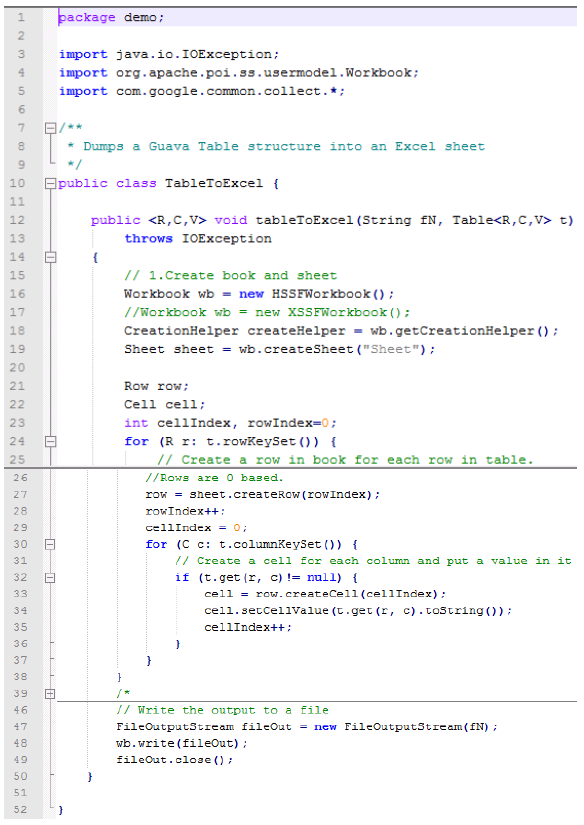 1 package demo;
2
3 import java.io.IOException;
4 import org.apache.poi.ss.usermodel.Workbook;
5 import com.google.common.collect.*;
6
7 /**
8  * Dumps a Guava Table structure into an Excel sheet
9  */
10 public class TableToExcel {
11
12     public <R,C,V> void tableToExcel(String fN, Table<R,C,V> t)
13         throws IOException
14     {
15         // 1.Create book and sheet
16         Workbook wb = new HSSFWorkbook();
17         //Workbook wb = new XSSFWorkbook();
18         CreationHelper createHelper = wb.getCreationHelper();
19         Sheet sheet = wb.createSheet("Sheet");
20
21         Row row;
22         Cell cell;
23         int cellIndex, rowIndex=0;
24         for (R r: t.rowKeySet()) {
25             // Create a row in book for each row in table.
26             //Rows are 0 based.
27             row = sheet.createRow(rowIndex);
28             rowIndex++;
29             cellIndex = 0;
30             for (C c: t.columnKeySet()) {
31                 // Create a cell for each column and put a value in it
32                 if (t.get(r, c)!= null) {
33                     cell = row.createCell(cellIndex);
34                     cell.setCellValue(t.get(r, c).toString());
35                     cellIndex++;
36                 }
37             }
38         }
39         /*
46         // Write the output to a file
47         FileOutputStream fileOut = new FileOutputStream(fN);
48         wb.write(fileOut);
49         fileOut.close();
50     }
51
52 }